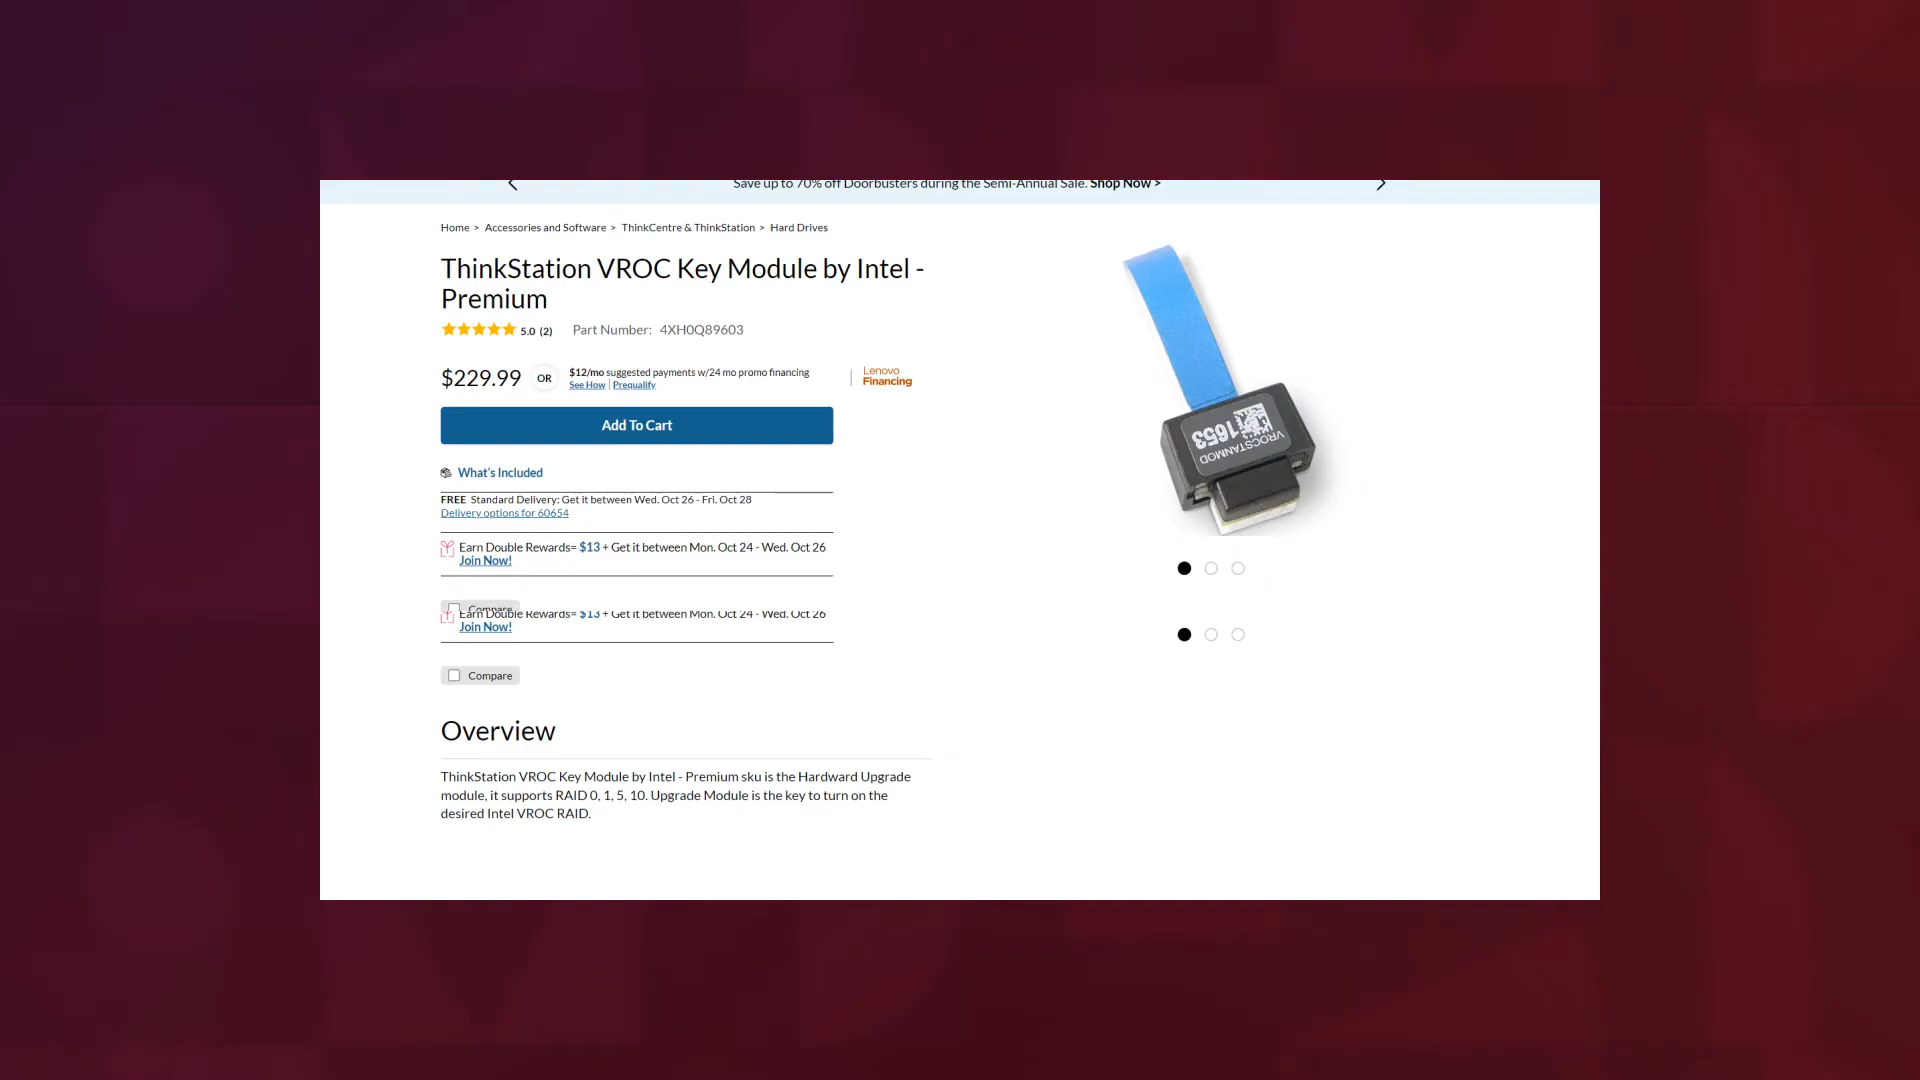 Save up to 70% off Doorbusters during the Semi-Annual Sale. Shop Now >
Home > Accessories and Software > ThinkCentre & ThinkStation > Hard Drives
ThinkStation VROC Key Module by Intel -
Premium
5.0 (2) Part Number: 4XH0Q89603
$229.99 OR $12/mo suggested payments w/24 mo promo financing
See How | Prequalify
Lenovo
Financing
Add To Cart
What's Included
FREE Standard Delivery: Get it between Wed. Oct 26 - Fri. Oct 28
Delivery options for 60654
Earn Double Rewards= $13 + Get it between Mon. Oct 24 - Wed. Oct 26
Join Now!
Compare
Earn Double Rewards= $13 + Get it between Mon. Oct 24 - Wed. Oct 26
Join Now!
Compare
Overview
ThinkStation VROC Key Module by Intel - Premium sku is the Hardward Upgrade
module, it supports RAID 0, 1, 5, 10. Upgrade Module is the key to turn on the
desired Intel VROC RAID.
VROCSTANMOD
1653